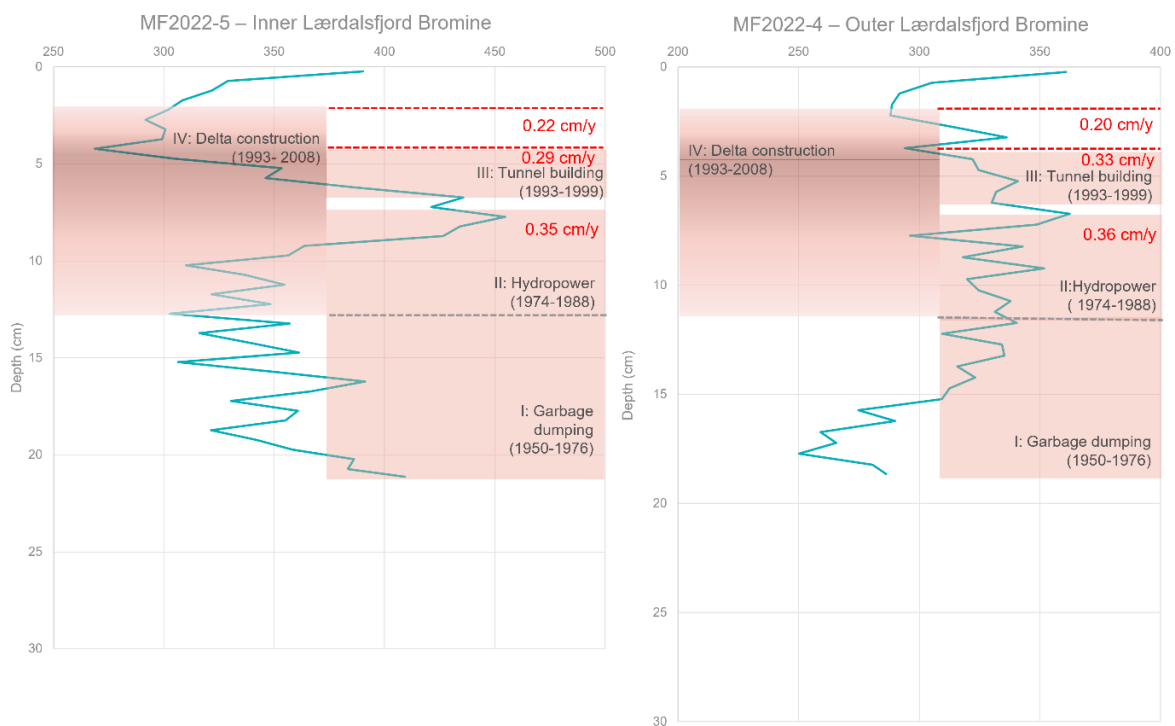 MF2022-5 – Inner Lærdalsfjord Bromine
250 300 350 400 450 500
0
5
10
15
20
25
30
Depth (cm)
0.22 cm/y
IV: Delta construction
(1993- 2008)
0.29 cm/y
III: Tunnel building
(1993-1999)
0.35 cm/y
II: Hydropower
(1974-1988)
I: Garbage
dumping
(1950-1976)
MF2022-4 – Outer Lærdalsfjord Bromine
200 250 300 350 400
0
5
10
15
20
25
30
Depth (cm)
0.20 cm/y
IV: Delta construction
(1993-2008)
0.33 cm/y
III: Tunnel building
(1993-1999)
0.36 cm/y
II:Hydropower
( 1974-1988)
I: Garbage dumping
(1950-1976)